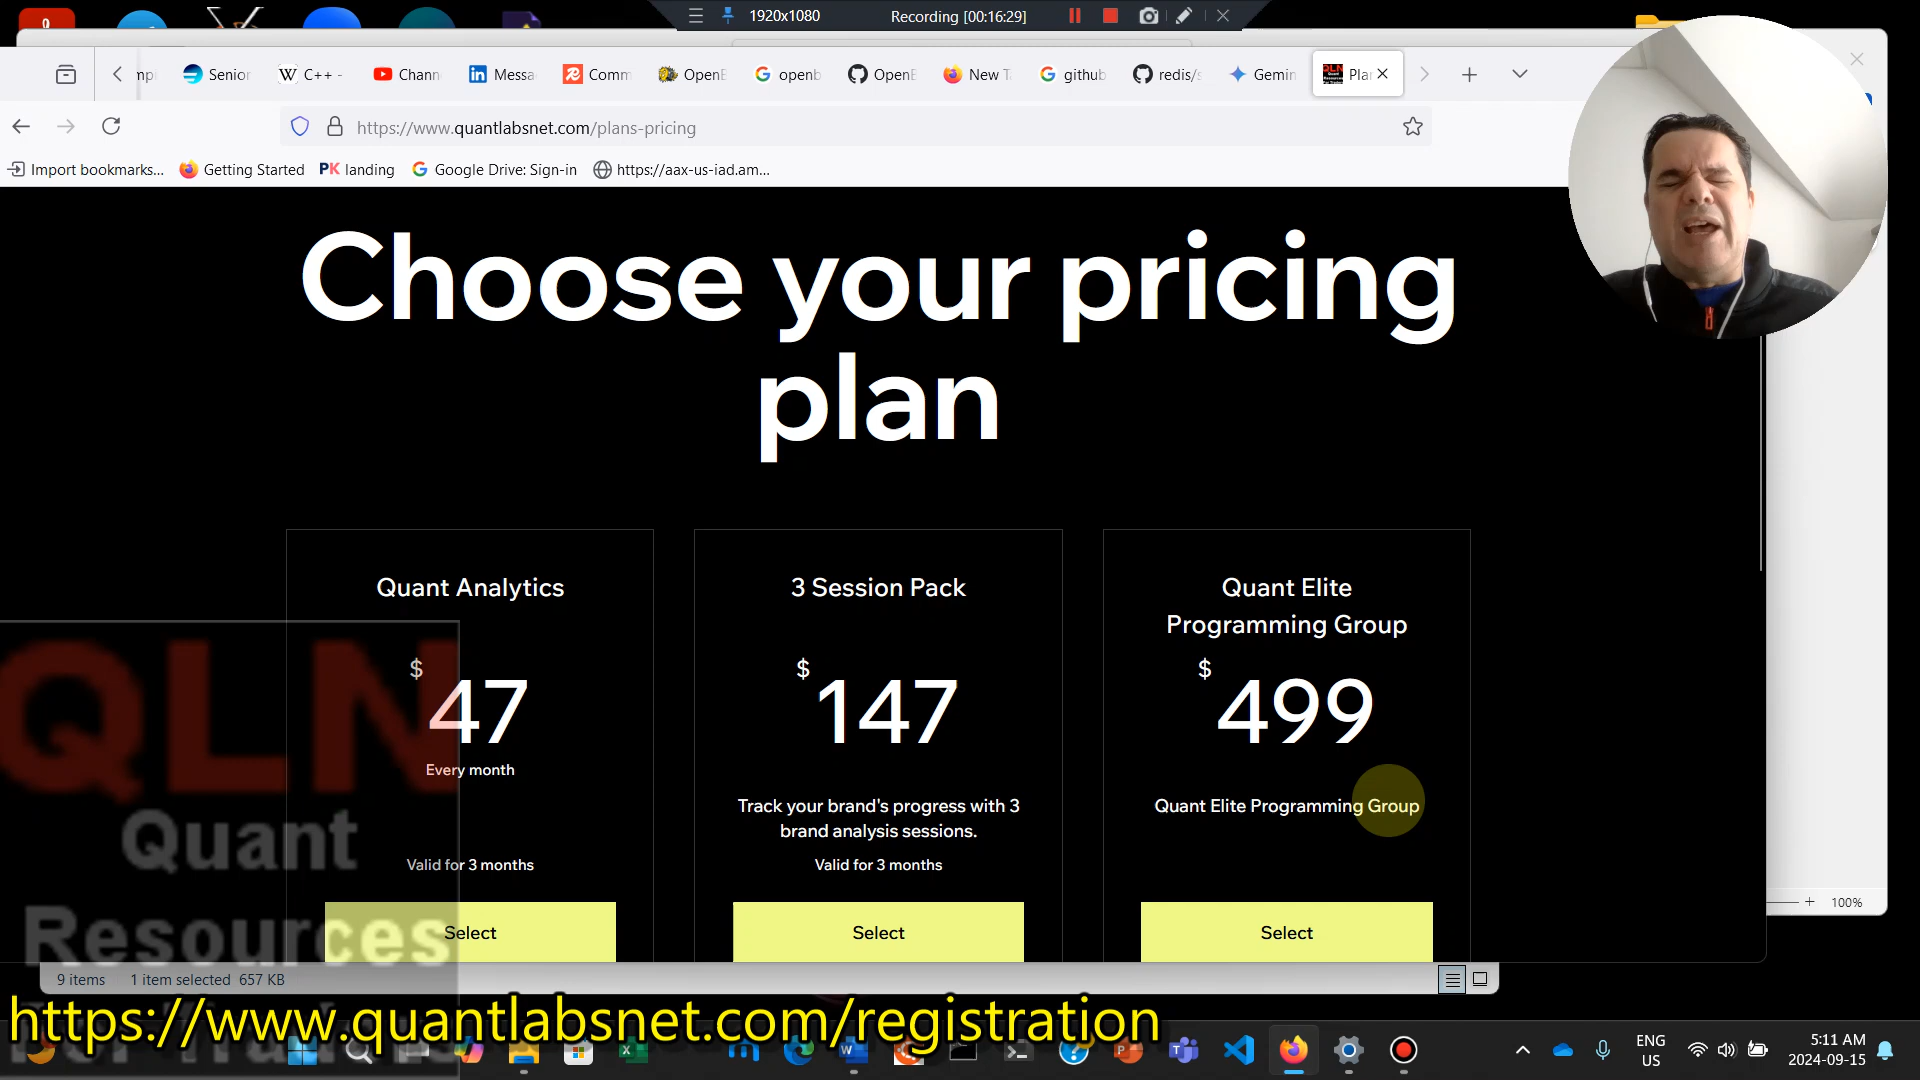 1920x1080
Recording [00:16:29]
Senior
W C++ -
Chann
Messa
Comm
OpenB
openb
OpenB
New T
github
redis/s
Gemin
QLN
Plan
https://www.quantlabsnet.com/plans-pricing
Import bookmarks...
Getting Started
PK landing
Google Drive: Sign-in
https://aax-us-iad.am...
Choose your pricing
plan
Quant Analytics
$ 47
Every month
Valid for 3 months
Select
3 Session Pack
$ 147
Track your brand's progress with 3
brand analysis sessions.
Valid for 3 months
Select
Quant Elite
Programming Group
$ 499
Quant Elite Programming Group
Select
QLN
Quant
Resources
100%
9 items 1 item selected 657 KB
https://www.quantlabsnet.com/registration
ENG
US
5:11 AM
2024-09-15